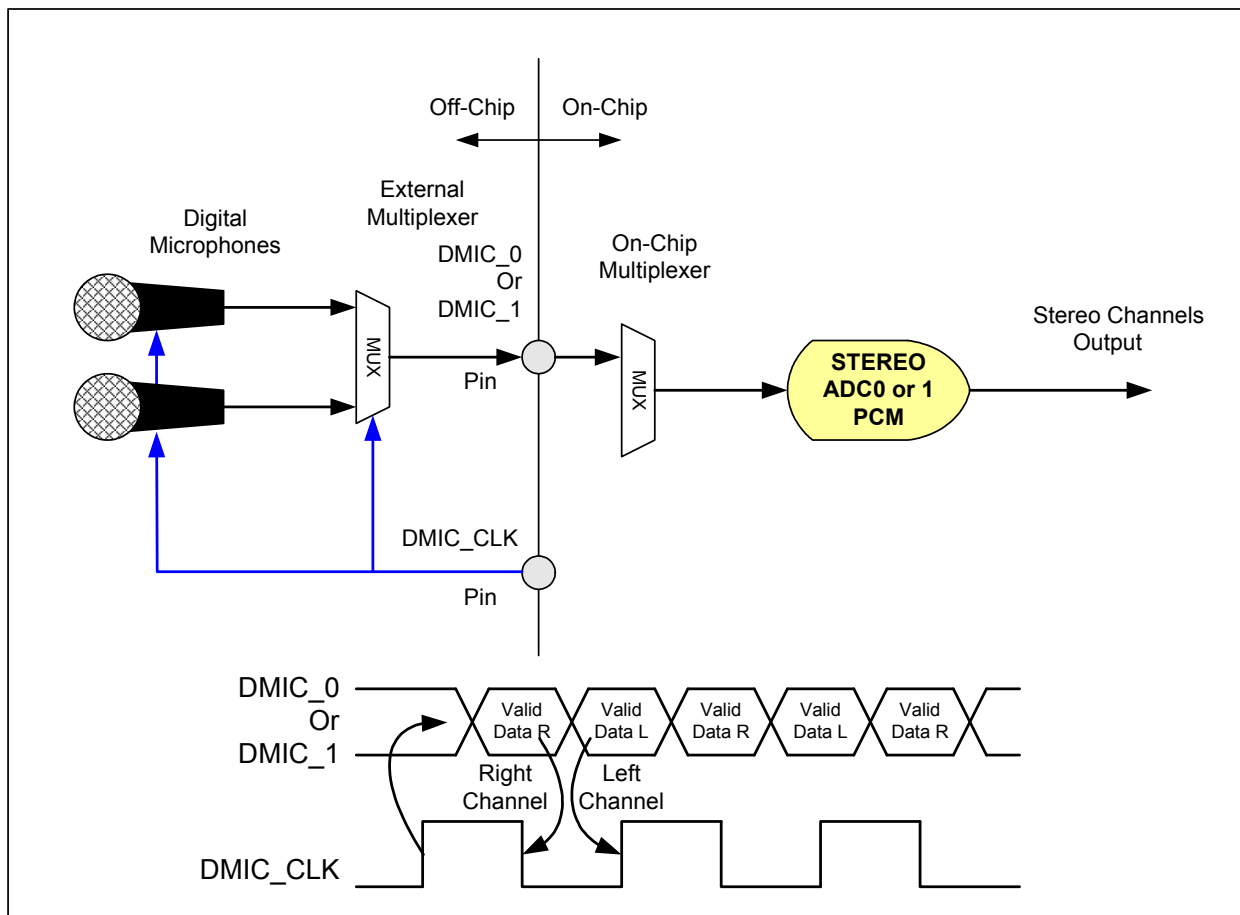 Off-Chip
On-Chip
External
Multiplexer
Digital
Microphones
DMIC_0
Or
DMIC_1
On-Chip
Multiplexer
Stereo Channels
Output
MUX
Pin
MUX
STEREO
ADC0 or 1
PCM
DMIC_CLK
Pin
DMIC_0
Or
DMIC_1
Valid
Data R
Valid
Data L
Valid
Data R
Valid
Data L
Valid
Data R
Right
Channel
Left
Channel
DMIC_CLK